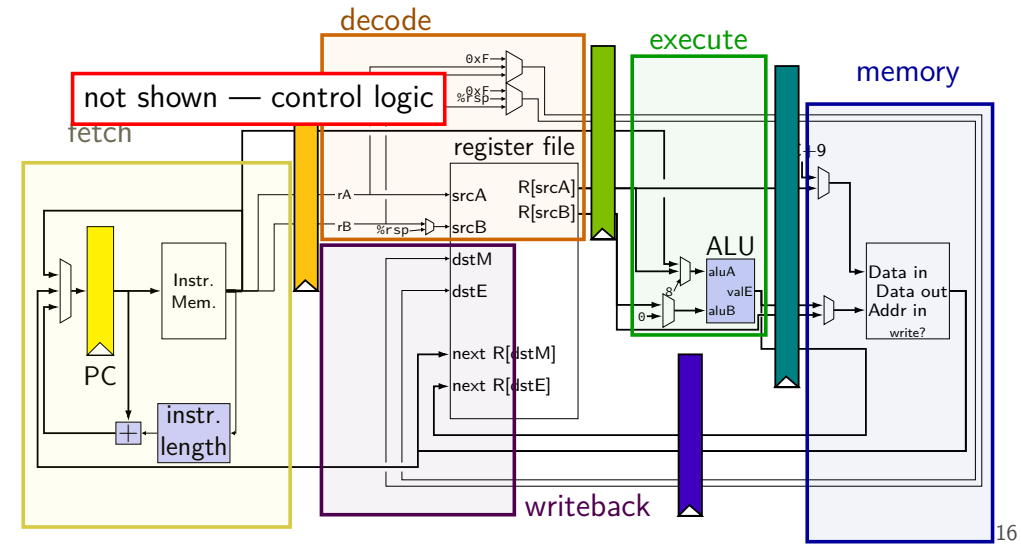 decode
execute
memory
not shown — control logic
fetch
0xF
0xF
%rsp
register file
+9
rA
srcA
R[srcA]
R[srcB]
rB
%rsp
srcB
dstM
dstE
ALU
aluA
valE
aluB
8
0
Instr.
Mem.
Data in
Data out
Addr in
write?
PC
next R[dstM]
next R[dstE]
instr.
length
+
writeback
16